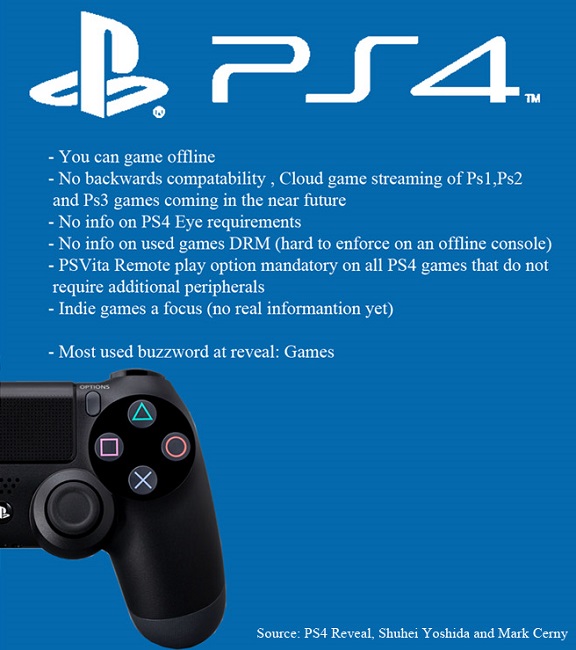 PS4 TM
- You can game offline
- No backwards compatability , Cloud game streaming of Ps1,Ps2
and Ps3 games coming in the near future
- No info on PS4 Eye requirements
- No info on used games DRM (hard to enforce on an offline console)
- PSVita Remote play option mandatory on all PS4 games that do not
require additional peripherals
- Indie games a focus (no real informantion yet)
- Most used buzzword at reveal: Games
OPTIONS
Source: PS4 Reveal, Shuhei Yoshida and Mark Cerny